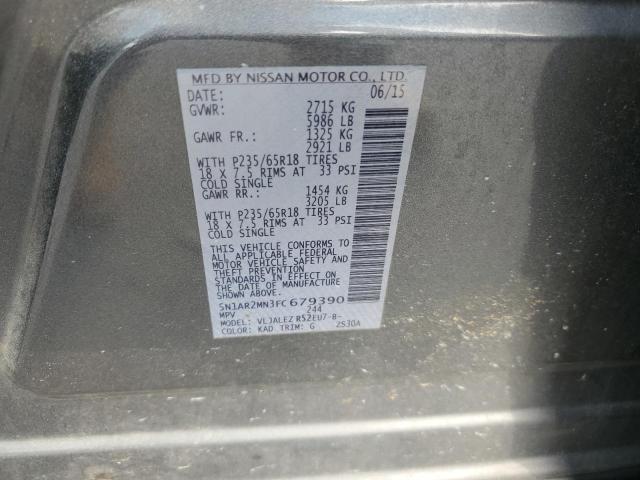 MFD BY NISSAN MOTOR CO., LTD.
DATE: 06/15
GVWR: 2715 KG
5986 LB
GAWR FR.: 1325 KG
2921 LB
WITH P235/65R18 TIRES
18 X 7.5 RIMS AT 33 PSI
COLD SINGLE
GAWR RR.: 1454 KG
3205 LB
WITH P235/65R18 TIRES
18 X 7.5 RIMS AT 33 PSI
COLD SINGLE
THIS VEHICLE CONFORMS TO
ALL APPLICABLE FEDERAL
MOTOR VEHICLE SAFETY AND
THEFT PREVENTION
STANDARDS IN EFFECT ON
THE DATE OF MANUFACTURE
SHOWN ABOVE.
5N1AR2MN3FC679390
MPV 244
MODEL: VLJALEZ R52EU7-B-
COLOR: KAD TRIM: G 2S30A